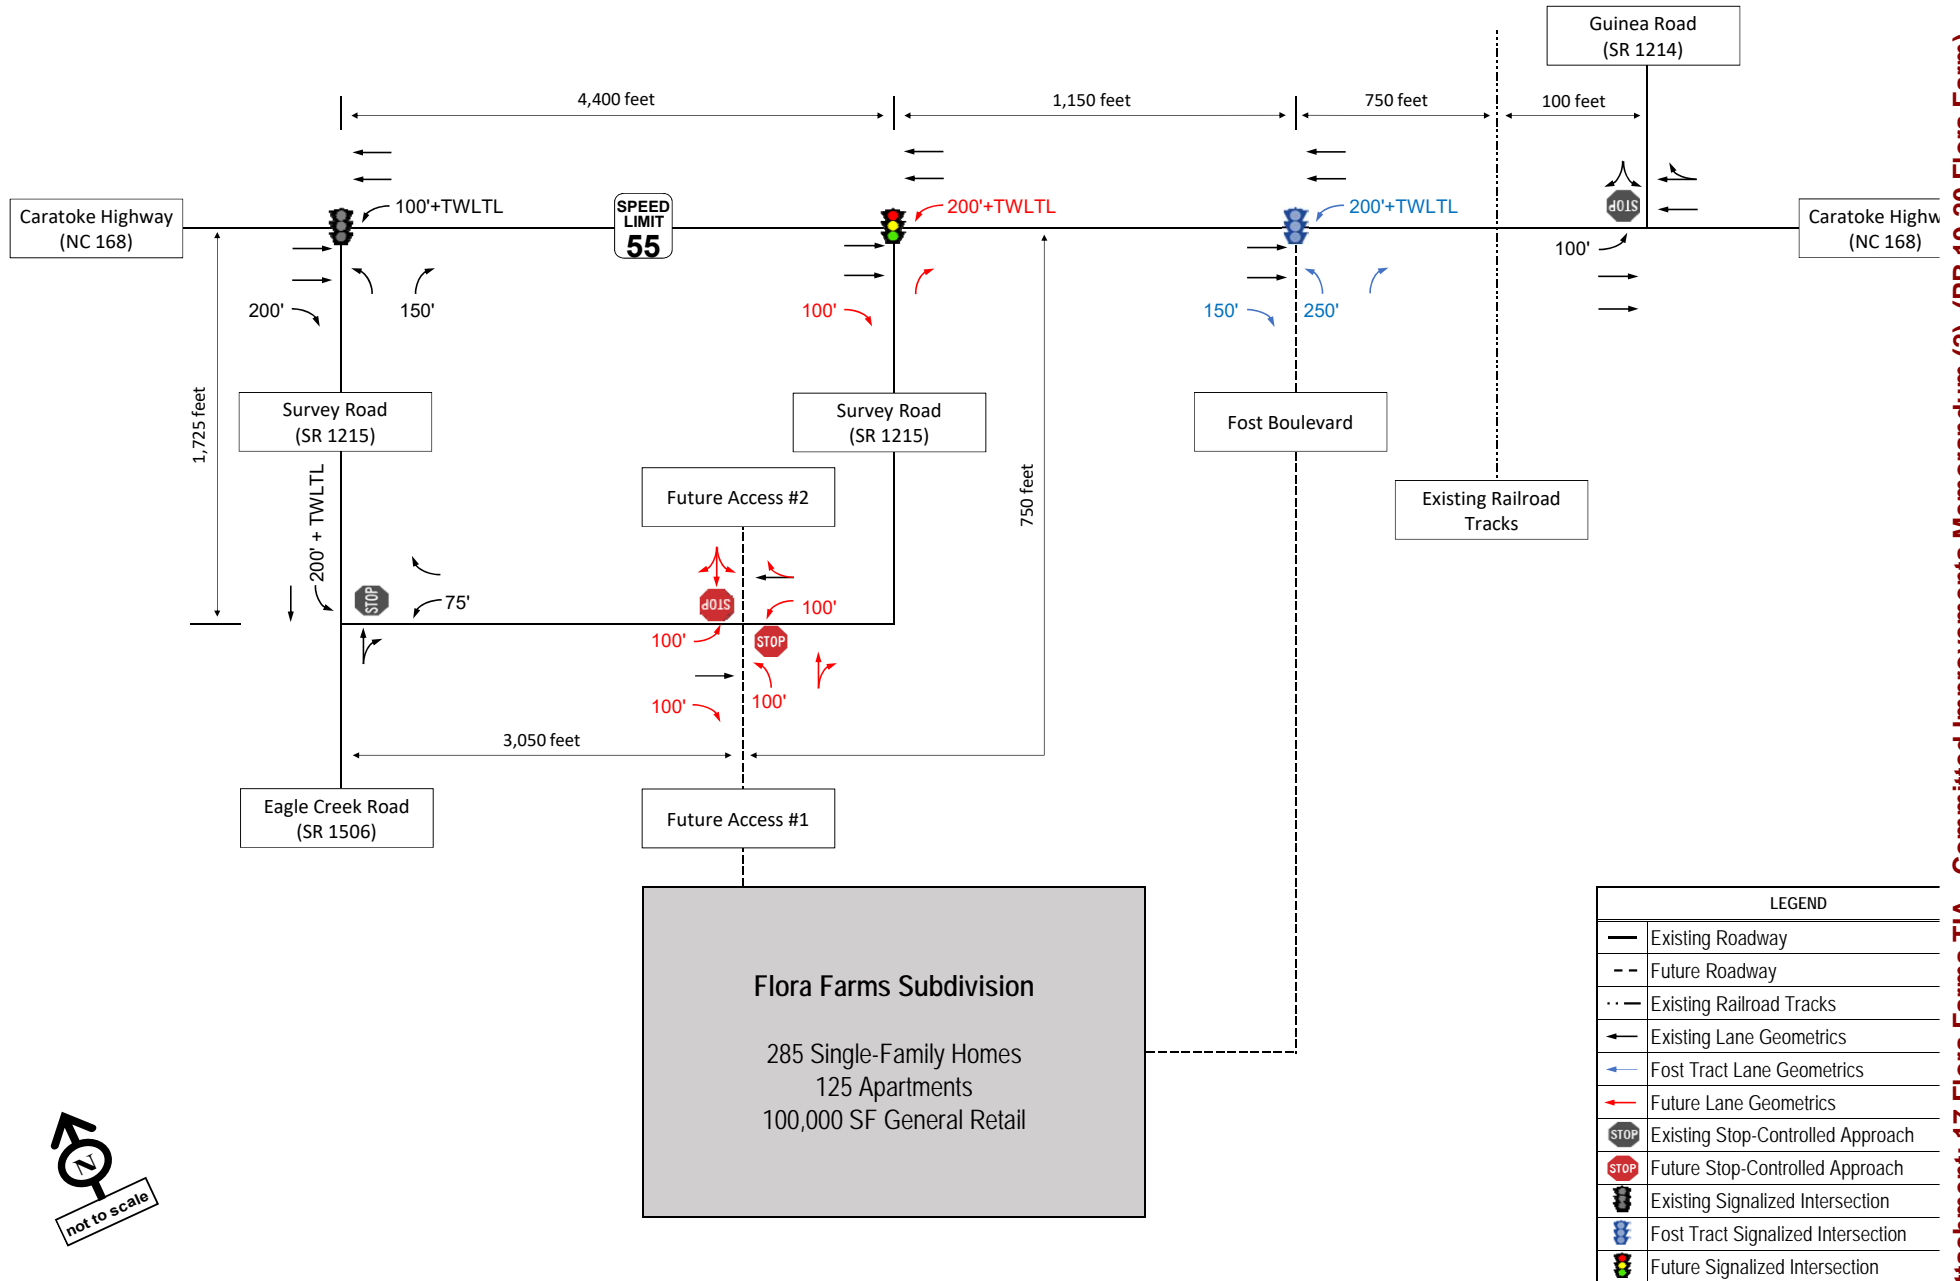 Guinea Road
(SR 1214)
4,400 feet
1,150 feet
750 feet
100 feet
Caratoke Highway
(NC 168)
100'+TWLTL
SPEED
LIMIT
55
200'+TWLTL
200'+TWLTL
STOP
100'
Caratoke Highw
(NC 168)
200'
150'
100'
150'
250'
1,725 feet
Survey Road
(SR 1215)
Survey Road
(SR 1215)
Fost Boulevard
200' + TWLTL
Future Access #2
750 feet
Existing Railroad
Tracks
STOP
75'
STOP
100'
100'
STOP
100'
100'
3,050 feet
Eagle Creek Road
(SR 1506)
Future Access #1
Flora Farms Subdivision
285 Single-Family Homes
125 Apartments
100,000 SF General Retail
N
not to scale
LEGEND
Existing Roadway
Future Roadway
Existing Railroad Tracks
Existing Lane Geometrics
Fost Tract Lane Geometrics
Future Lane Geometrics
STOP Existing Stop-Controlled Approach
STOP Future Stop-Controlled Approach
Existing Signalized Intersection
Fost Tract Signalized Intersection
Future Signalized Intersection